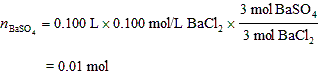 n_BaSO₄ = 0.100 L × 0.100 mol/L BaCl₂ × 3 mol BaSO₄ / 3 mol BaCl₂
= 0.01 mol